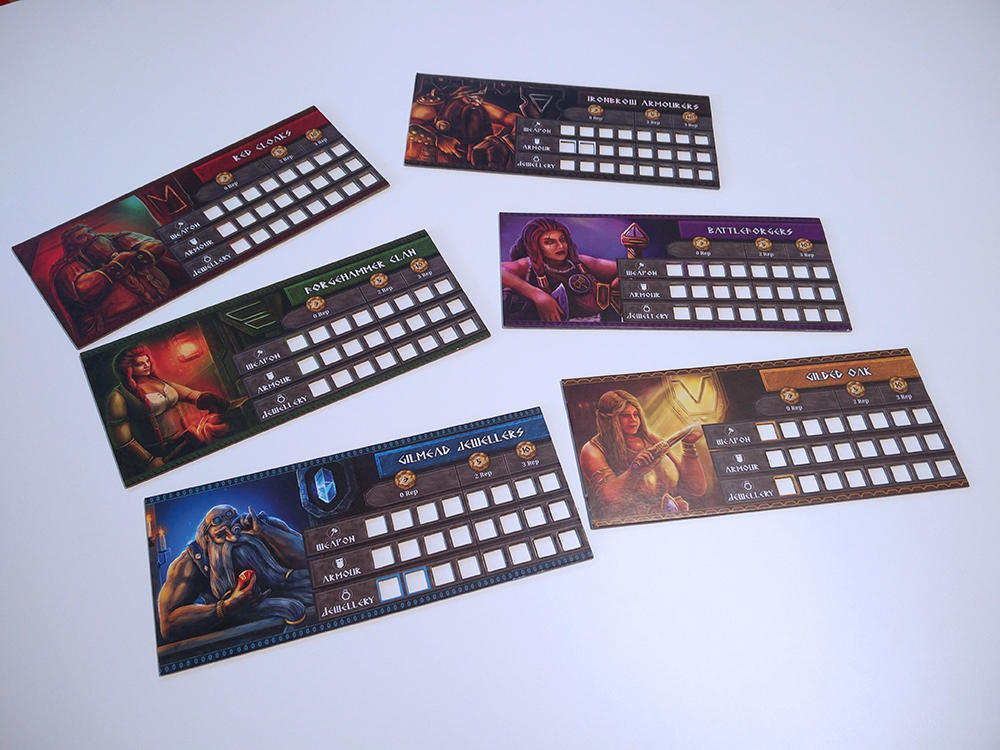 IRONBROW ARMOURERS
0 Rep 2 Rep 3 Rep
WEAPON
ARMOUR
JEWELLERY
RED CLOAKS
0 Rep 2 Rep 3 Rep
WEAPON
ARMOUR
JEWELLERY
BATTLEFORGERS
0 Rep 2 Rep 3 Rep
WEAPON
ARMOUR
JEWELLERY
FORGEHAMMER CLAN
0 Rep 2 Rep 3 Rep
WEAPON
ARMOUR
JEWELLERY
GILDED OAK
0 Rep 2 Rep 3 Rep
WEAPON
ARMOUR
JEWELLERY
GILMEAD JEWELLERS
0 Rep 2 Rep 3 Rep
WEAPON
ARMOUR
JEWELLERY